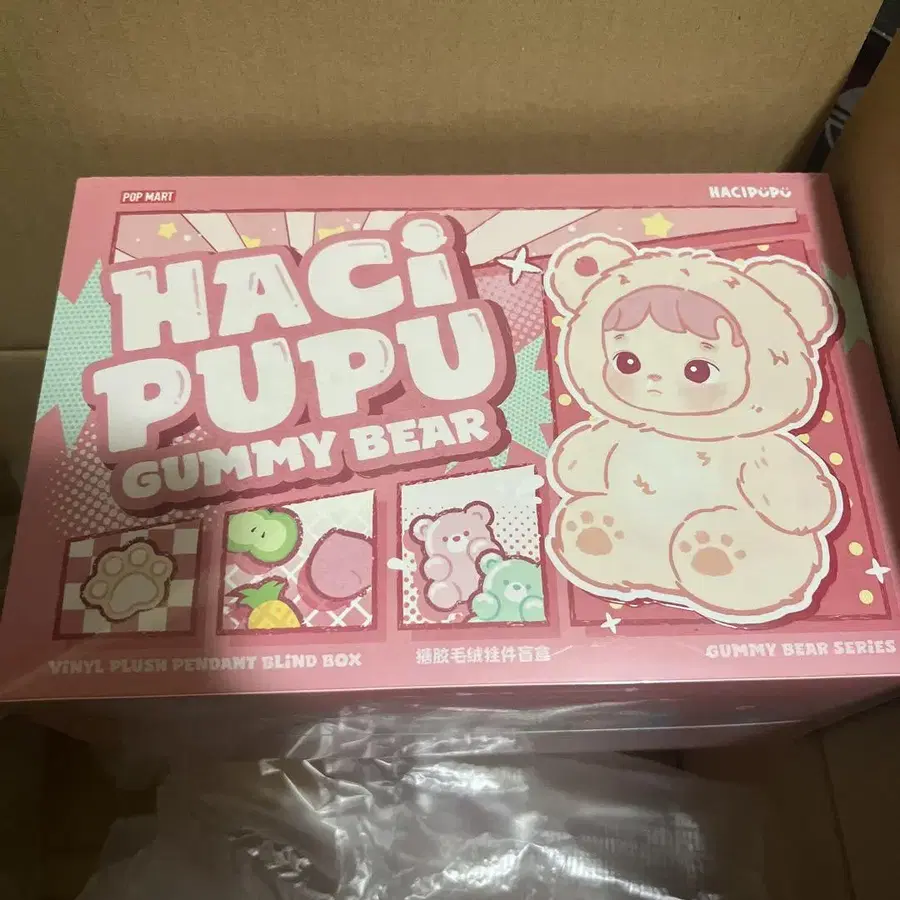 POP MART
HACIPUPU
HACi
PUPU
GUMMY BEAR
ViNYL PLUSH PENDANT BLiND BOX
搪胶毛绒挂件盲盒
GUMMY BEAR SERiES